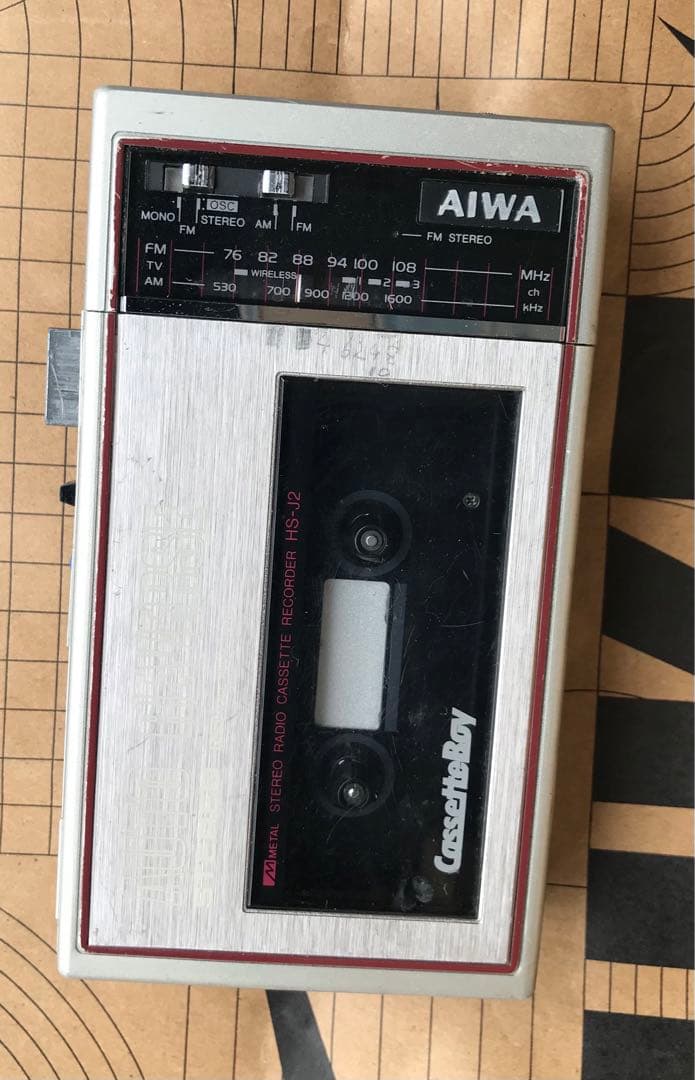 AIWA
OSC
MONO STEREO AM FM
FM
— FM STEREO
FM 76 82 88 94 100 108 MHz
TV WIRELESS 1 2 3 ch
AM 530 700 900 1200 1600 kHz
METAL STEREO RADIO CASSETTE RECORDER HS-J2
CassetteBoy